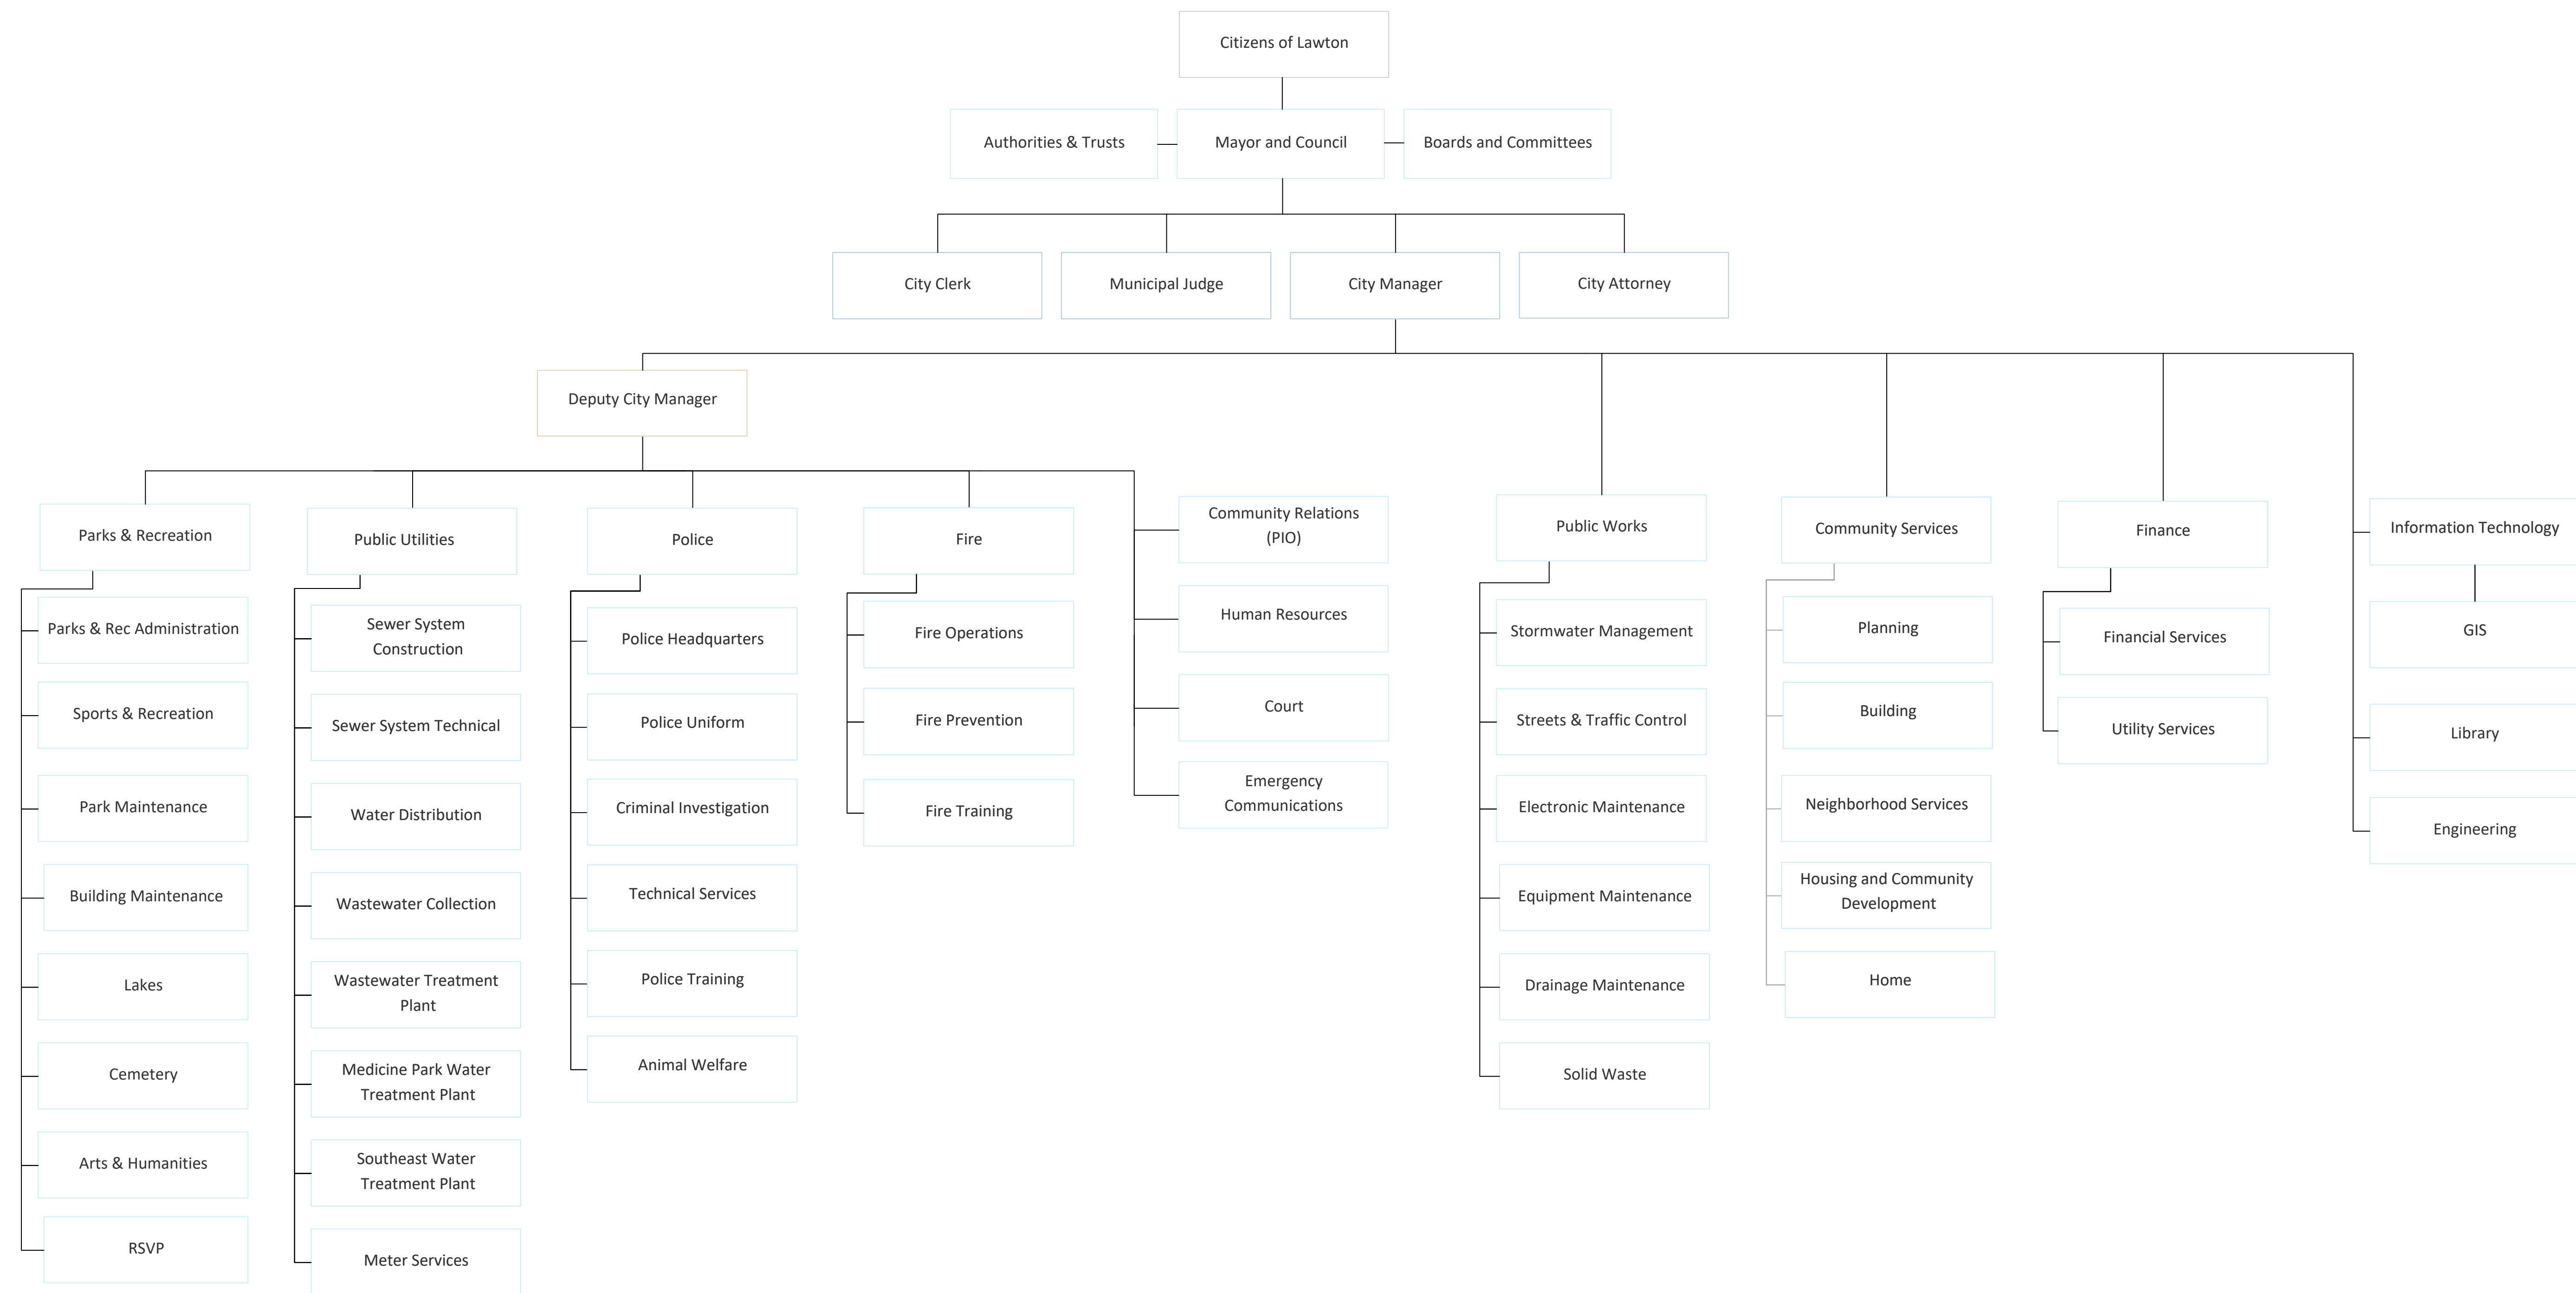 Citizens of Lawton
Authorities & Trusts
Mayor and Council
Boards and Committees
City Clerk
Municipal Judge
City Manager
City Attorney
Deputy City Manager
Parks & Recreation
Parks & Rec Administration
Sports & Recreation
Park Maintenance
Building Maintenance
Lakes
Cemetery
Arts & Humanities
RSVP
Public Utilities
Sewer System
Construction
Sewer System Technical
Water Distribution
Wastewater Collection
Wastewater Treatment
Plant
Medicine Park Water
Treatment Plant
Southeast Water
Treatment Plant
Meter Services
Police
Police Headquarters
Police Uniform
Criminal Investigation
Technical Services
Police Training
Animal Welfare
Fire
Fire Operations
Fire Prevention
Fire Training
Community Relations
(PIO)
Human Resources
Court
Emergency
Communications
Public Works
Stormwater Management
Streets & Traffic Control
Electronic Maintenance
Equipment Maintenance
Drainage Maintenance
Solid Waste
Community Services
Planning
Building
Neighborhood Services
Housing and Community
Development
Home
Finance
Financial Services
Utility Services
Information Technology
GIS
Library
Engineering